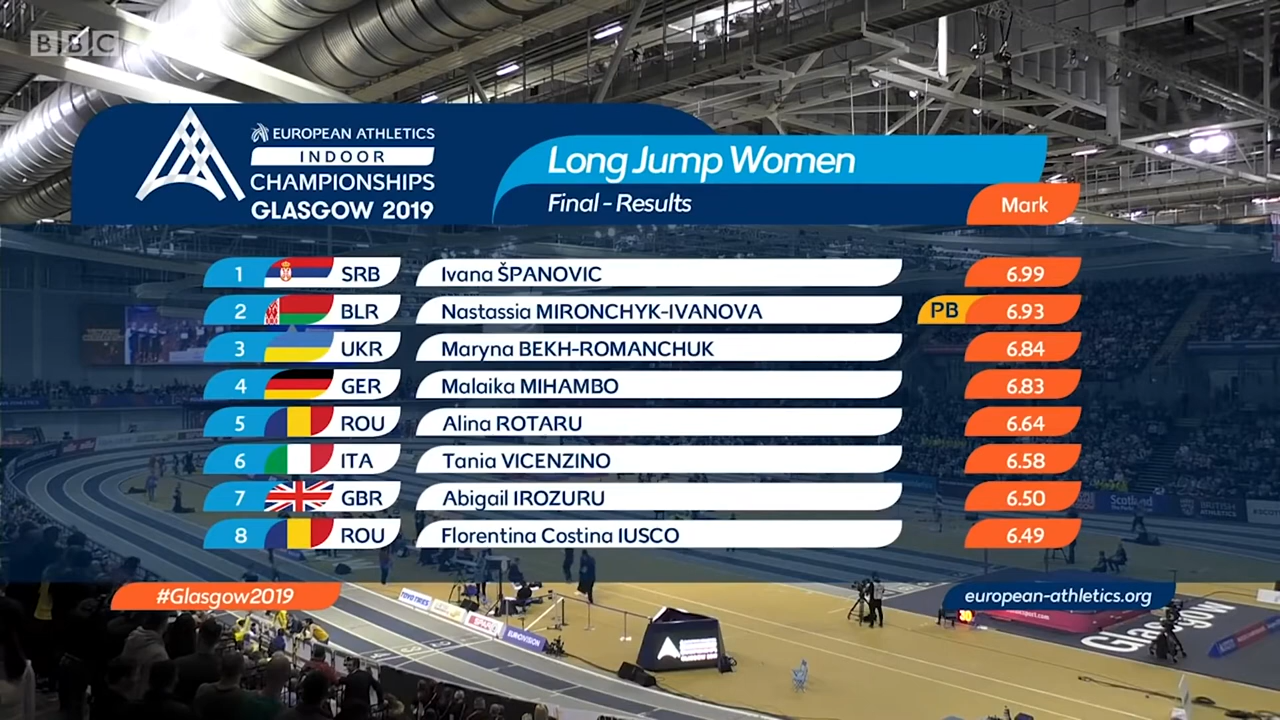 BBC
EUROPEAN ATHLETICS
INDOOR
CHAMPIONSHIPS
GLASGOW 2019
Long Jump Women
Final - Results
Mark
1 SRB Ivana ŠPANOVIC 6.99
2 BLR Nastassia MIRONCHYK-IVANOVA PB 6.93
3 UKR Maryna BEKH-ROMANCHUK 6.84
4 GER Malaika MIHAMBO 6.83
5 ROU Alina ROTARU 6.64
6 ITA Tania VICENZINO 6.58
7 GBR Abigail IROZURU 6.50
8 ROU Florentina Costina IUSCO 6.49
#Glasgow2019
european-athletics.org
EUROVISION
Glasgow